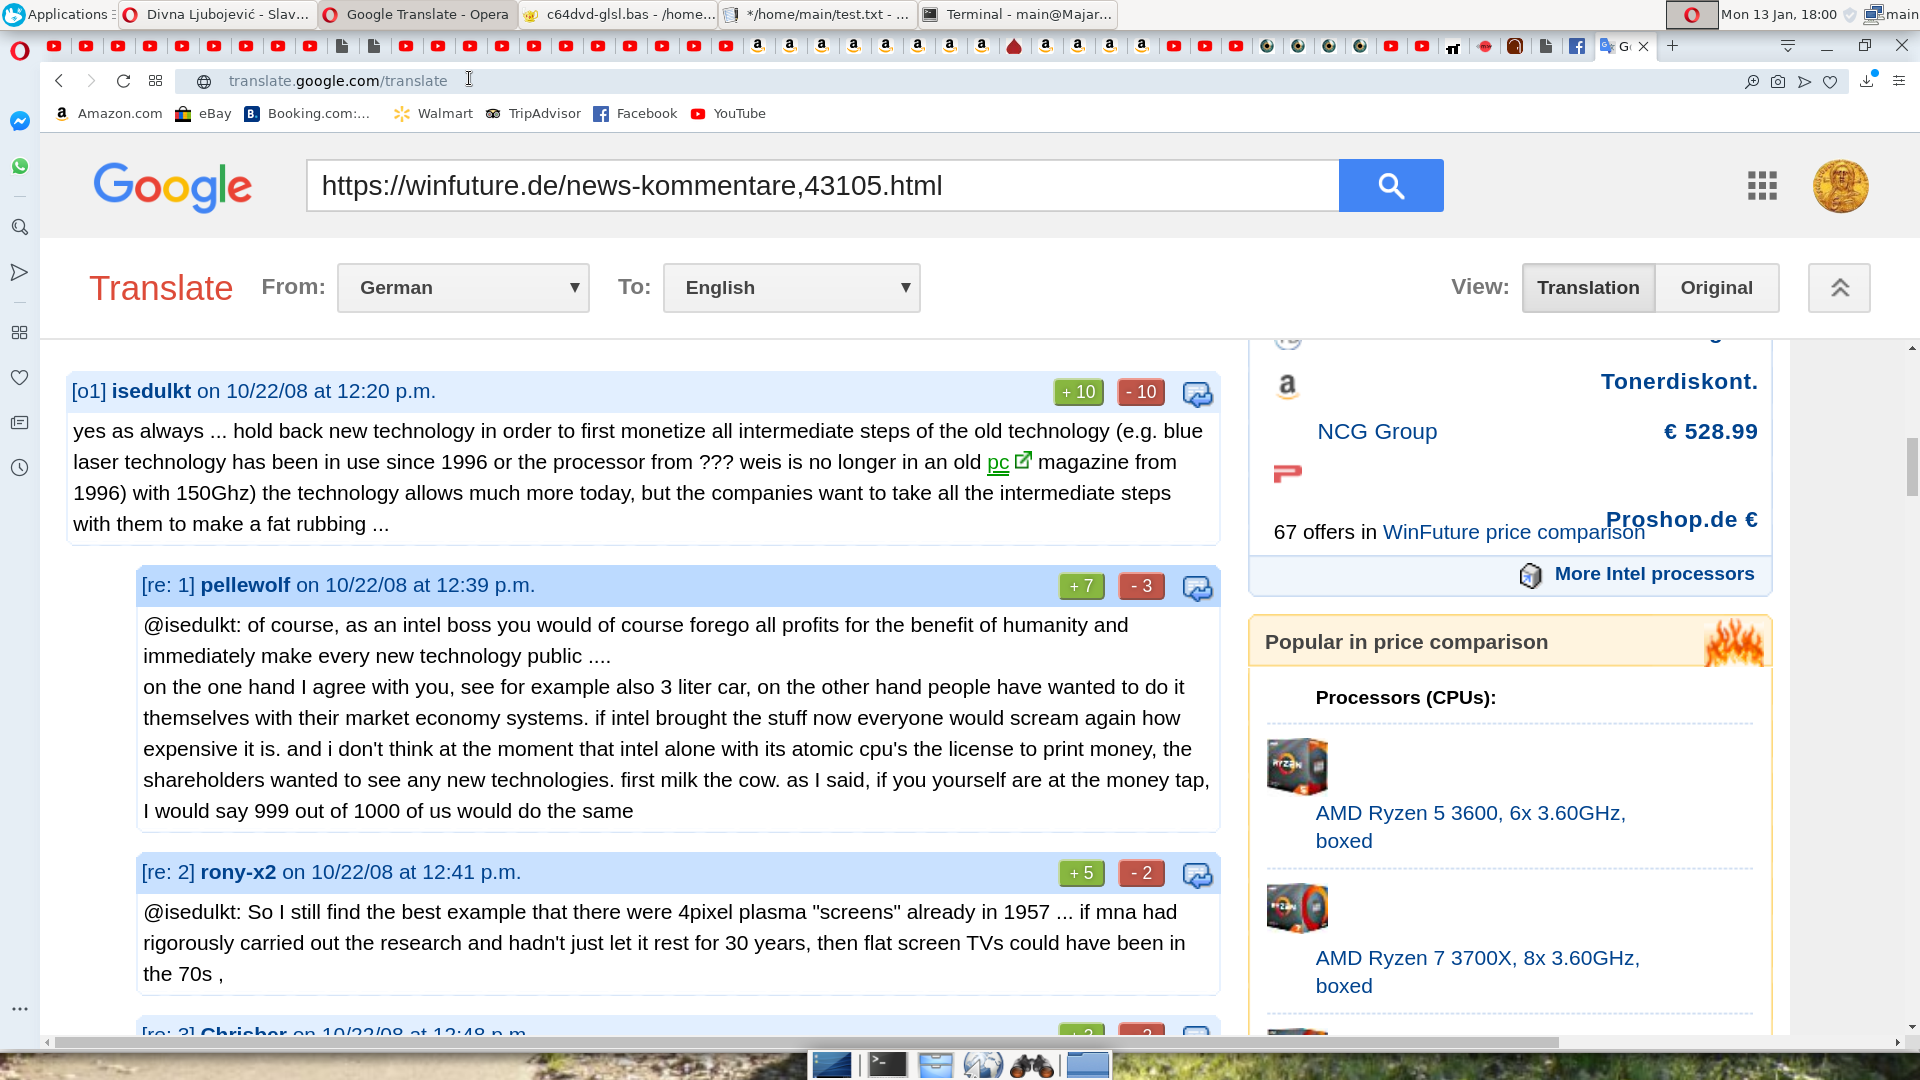 Applications
Divna Ljubojević - Slav...
Google Translate - Opera
c64dvd-glsl.bas - /home...
*/home/main/test.txt - ...
Terminal - main@Majar...
Mon 13 Jan, 18:00
main
G
translate.google.com/translate
Amazon.com
eBay
Booking.com:...
Walmart
TripAdvisor
Facebook
YouTube
Google
https://winfuture.de/news-kommentare,43105.html
Translate
From:
German
To:
English
View:
Translation
Original
[o1] isedulkt on 10/22/08 at 12:20 p.m.
+ 10
- 10
yes as always ... hold back new technology in order to first monetize all intermediate steps of the old technology (e.g. blue
laser technology has been in use since 1996 or the processor from ??? weis is no longer in an old pc magazine from
1996) with 150Ghz) the technology allows much more today, but the companies want to take all the intermediate steps
with them to make a fat rubbing ...
[re: 1] pellewolf on 10/22/08 at 12:39 p.m.
+ 7
- 3
@isedulkt: of course, as an intel boss you would of course forego all profits for the benefit of humanity and
immediately make every new technology public ....
on the one hand I agree with you, see for example also 3 liter car, on the other hand people have wanted to do it
themselves with their market economy systems. if intel brought the stuff now everyone would scream again how
expensive it is. and i don't think at the moment that intel alone with its atomic cpu's the license to print money, the
shareholders wanted to see any new technologies. first milk the cow. as I said, if you yourself are at the money tap,
I would say 999 out of 1000 of us would do the same
[re: 2] rony-x2 on 10/22/08 at 12:41 p.m.
+ 5
- 2
@isedulkt: So I still find the best example that there were 4pixel plasma "screens" already in 1957 ... if mna had
rigorously carried out the research and hadn't just let it rest for 30 years, then flat screen TVs could have been in
the 70s ,
[re: 3] Chrisber on 10/22/08 at 12:48 p.m.
Tonerdiskont.
NCG Group
€ 528.99
Proshop.de €
67 offers in WinFuture price comparison
More Intel processors
Popular in price comparison
Processors (CPUs):
AMD Ryzen 5 3600, 6x 3.60GHz,
boxed
AMD Ryzen 7 3700X, 8x 3.60GHz,
boxed